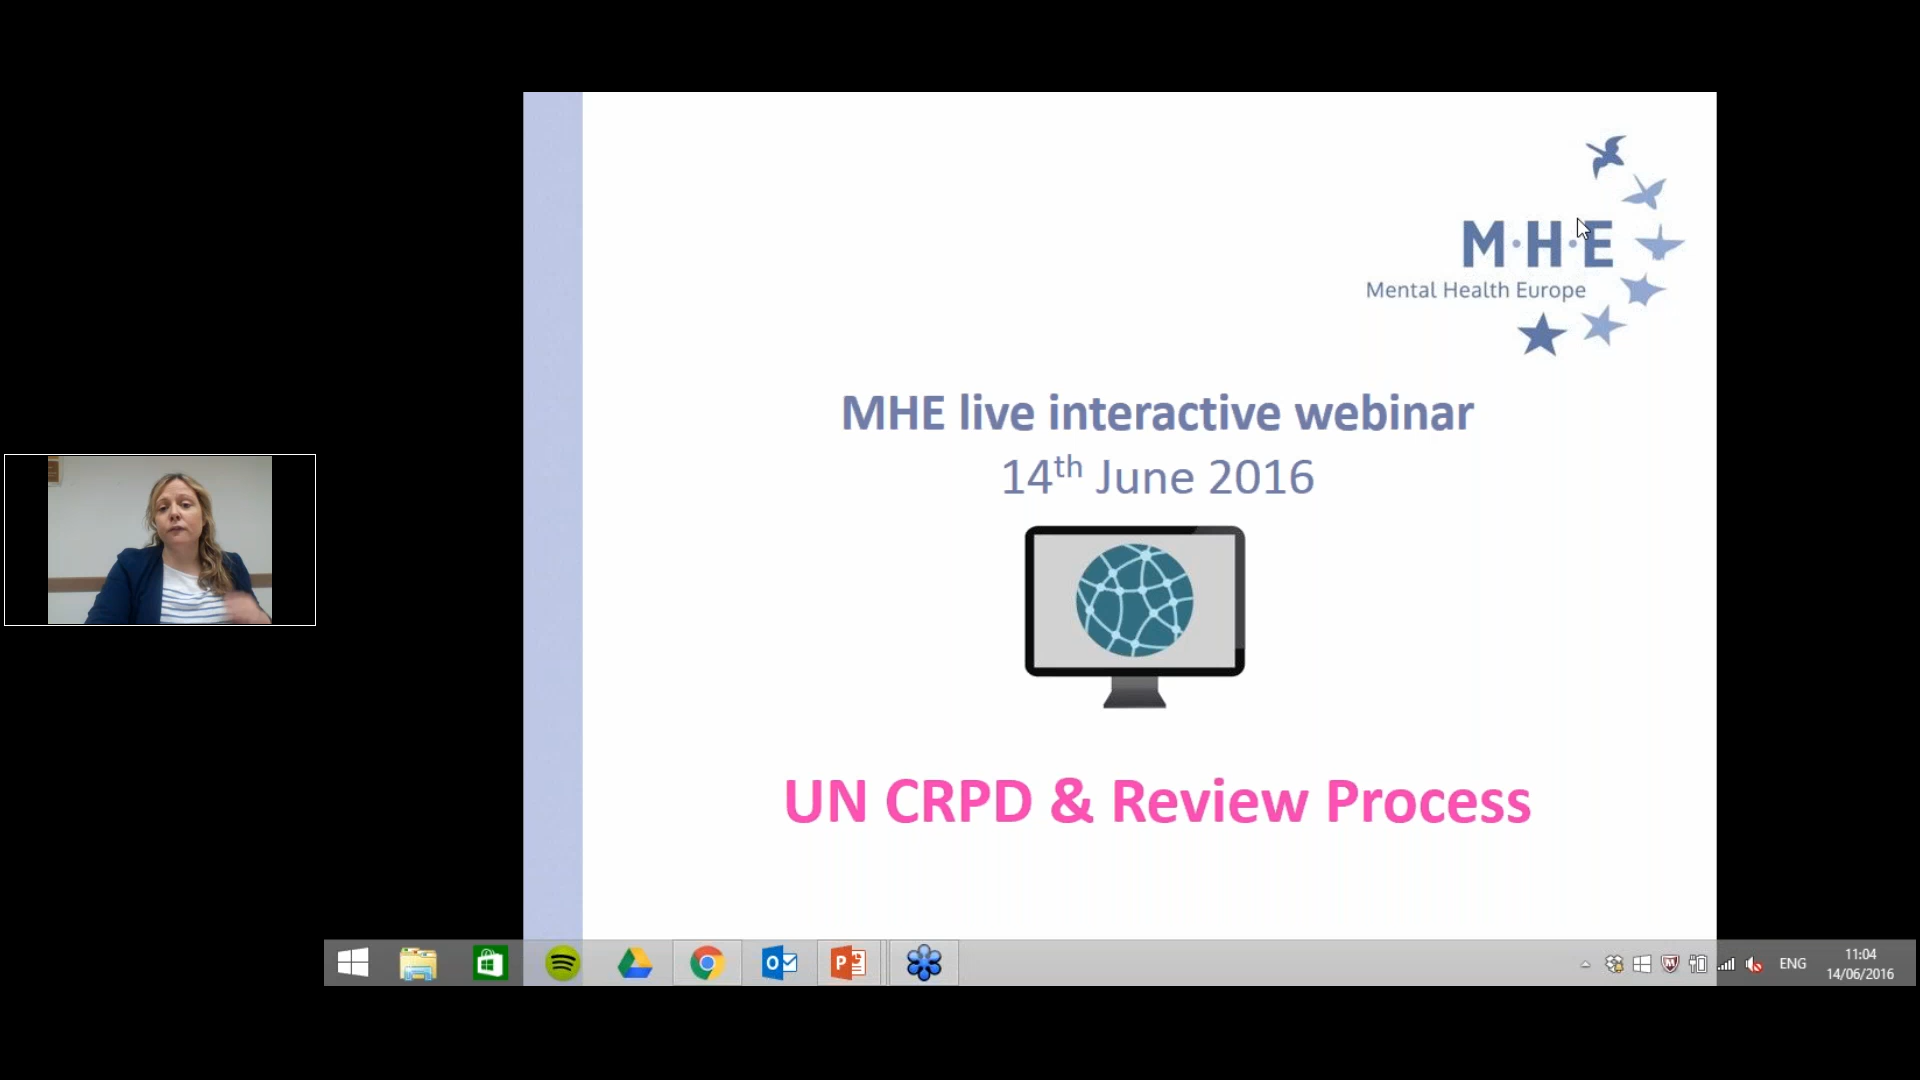 M·H·E
Mental Health Europe
MHE live interactive webinar
14th June 2016
UN CRPD & Review Process
ENG
11:04
14/06/2016